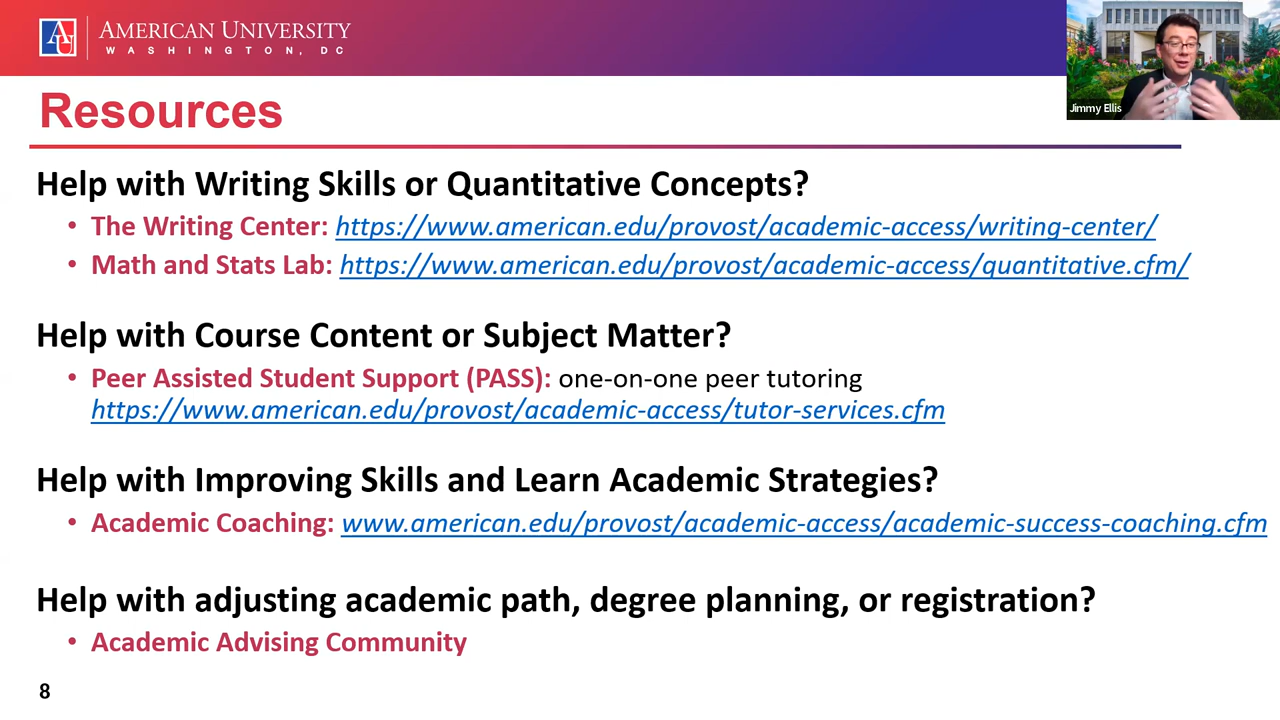 AU
AMERICAN UNIVERSITY
WASHINGTON, DC
Jimmy Ellis
Resources
Help with Writing Skills or Quantitative Concepts?
• The Writing Center: https://www.american.edu/provost/academic-access/writing-center/
• Math and Stats Lab: https://www.american.edu/provost/academic-access/quantitative.cfm/
Help with Course Content or Subject Matter?
• Peer Assisted Student Support (PASS): one-on-one peer tutoring
https://www.american.edu/provost/academic-access/tutor-services.cfm
Help with Improving Skills and Learn Academic Strategies?
• Academic Coaching: www.american.edu/provost/academic-access/academic-success-coaching.cfm
Help with adjusting academic path, degree planning, or registration?
• Academic Advising Community
8